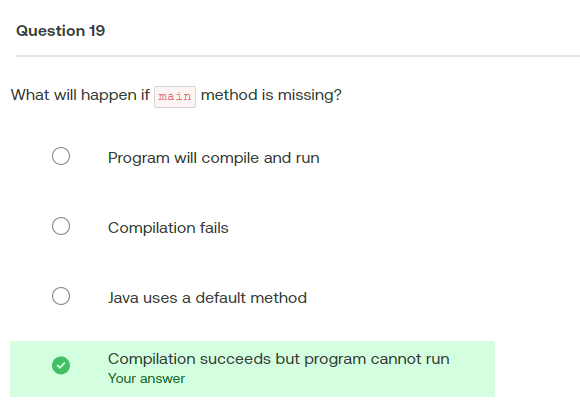 Question 19
What will happen if main method is missing?
Program will compile and run
Compilation fails
Java uses a default method
Compilation succeeds but program cannot run
Your answer